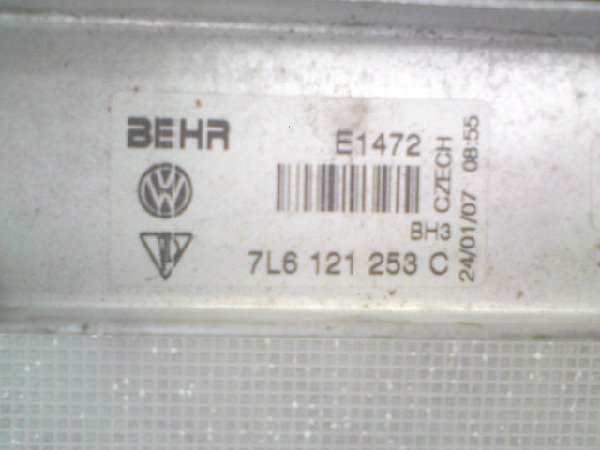 BEHR
E1472
BH3
7L6 121 253 C
CZECH
24/01/07 08:55